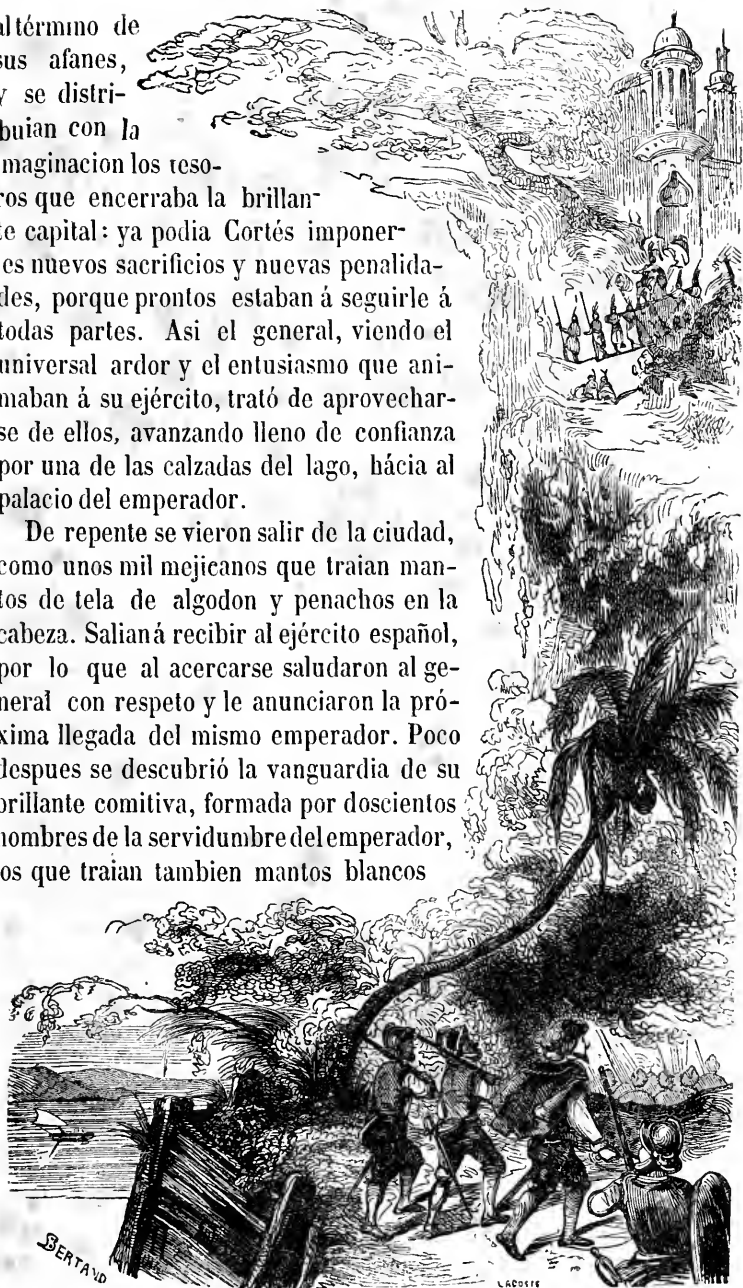 al término de
sus afanes,
y se distri-
buian con la
imaginacion los teso-
ros que encerraba la brillan-
te capital: ya podia Cortés imponer-
les nuevos sacrificios y nuevas penalida-
des, porque prontos estaban á seguirle á
todas partes. Asi el general, viendo el
universal ardor y el entusiasmo que ani-
maban á su ejército, trató de aprovechar-
se de ellos, avanzando lleno de confianza
por una de las calzadas del lago, hácia al
palacio del emperador.
De repente se vieron salir de la ciudad,
como unos mil mejicanos que traian man-
tos de tela de algodon y penachos en la
cabeza. Salian á recibir al ejército español,
por lo que al acercarse saludaron al ge-
neral con respeto y le anunciaron la pró-
xima llegada del mismo emperador. Poco
despues se descubrió la vanguardia de su
brillante comitiva, formada por doscientos
hombres de la servidumbre del emperador,
los que traian tambien mantos blancos
BERTAND
LACOSTE